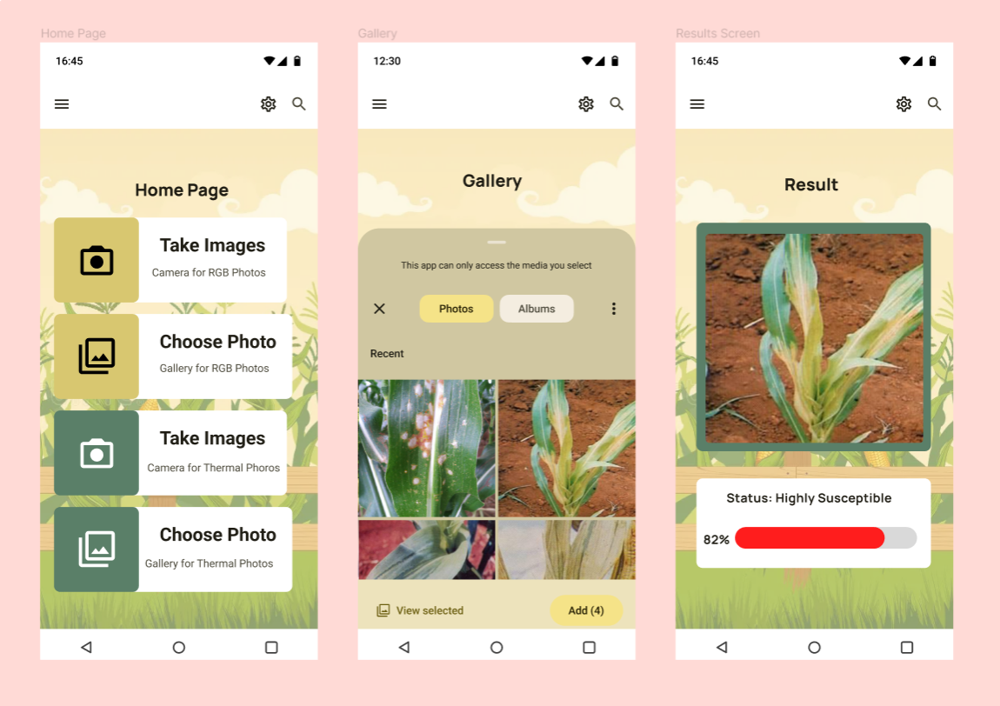 Home Page
16:45
Home Page
Take Images
Camera for RGB Photos
Choose Photo
Gallery for RGB Photos
Take Images
Camera for Thermal Phoros
Choose Photo
Gallery for Thermal Photos
Gallery
12:30
Gallery
This app can only access the media you select
Photos
Albums
Recent
View selected
Add (4)
Results Screen
16:45
Result
Status: Highly Susceptible
82%